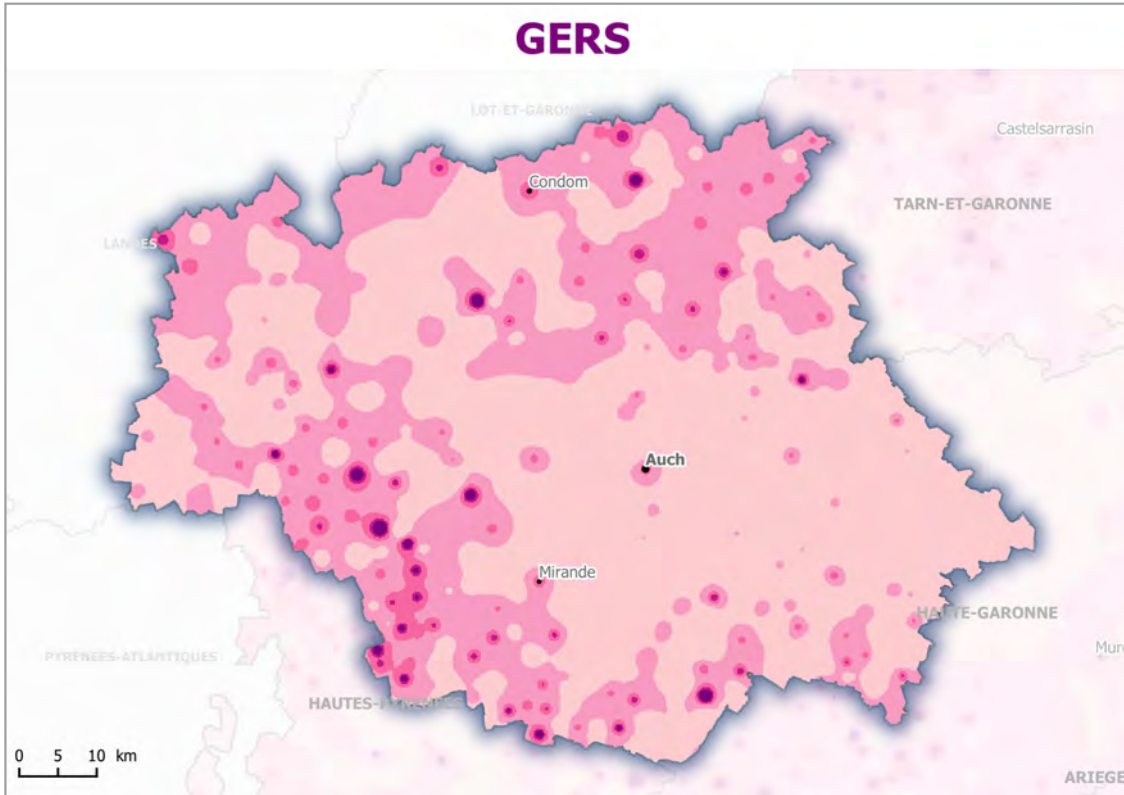 GERS
LOT-ET-GARONNE
Castelsarrasin
Condom
TARN-ET-GARONNE
LANDES
Auch
Mirande
HAUTE-GARONNE
PYRENEES-ATLANTIQUES
HAUTES-PYRENEES
0 5 10 km
ARIEGE